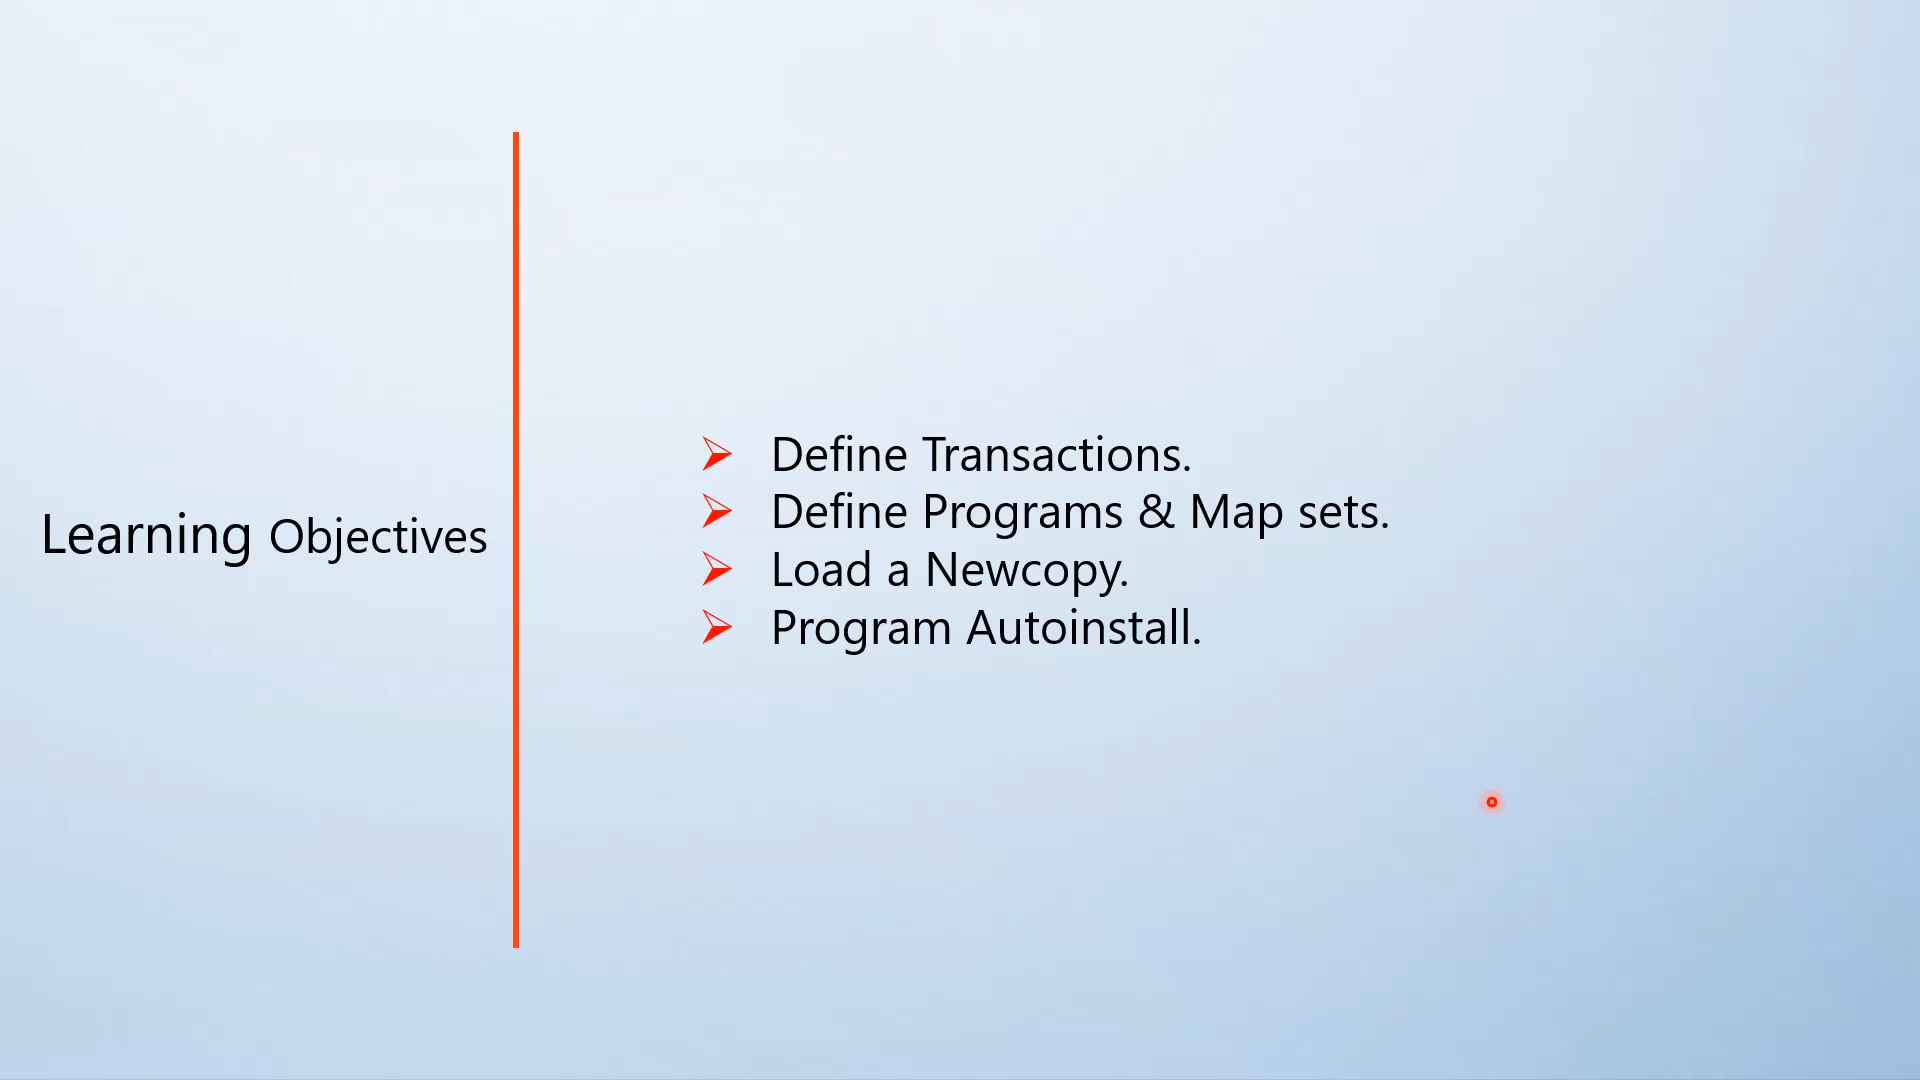 Learning Objectives
Define Transactions.
Define Programs & Map sets.
Load a Newcopy.
Program Autoinstall.